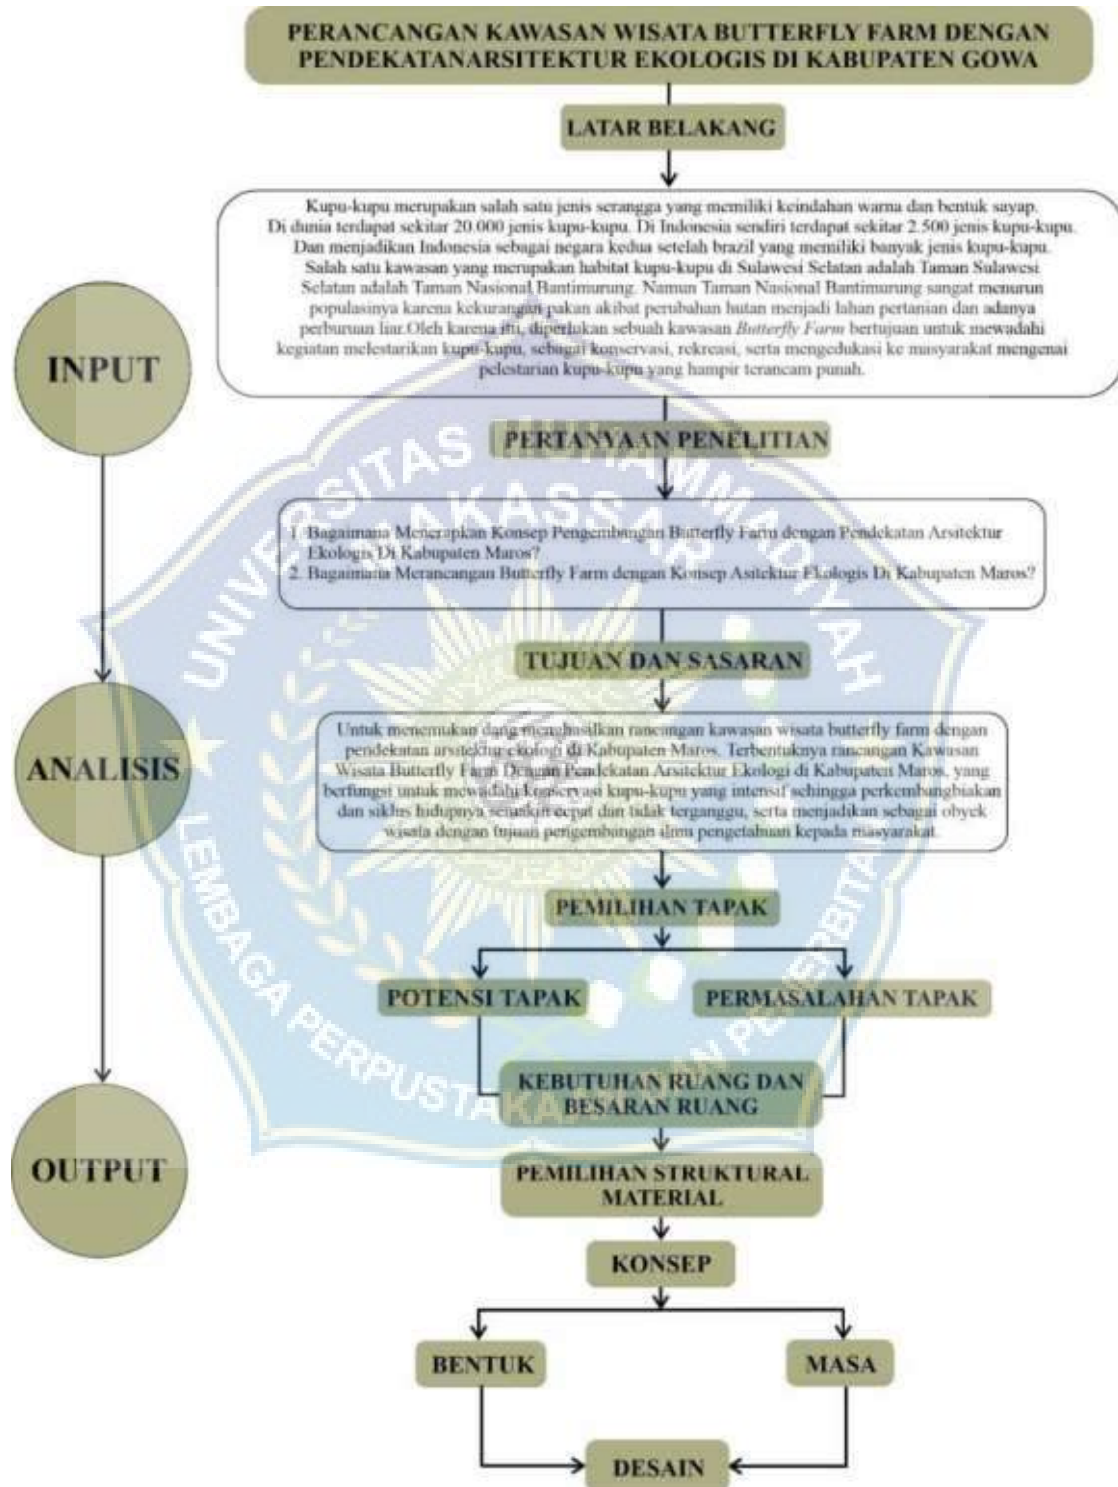 PERANCANGAN KAWASAN WISATA BUTTERFLY FARM DENGAN
PENDEKATANARSITEKTUR EKOLOGIS DI KABUPATEN GOWA
LATAR BELAKANG
Kupu-kupu merupakan salah satu jenis serangga yang memiliki keindahan warna dan bentuk sayap.
Di dunia terdapat sekitar 20.000 jenis kupu-kupu. Di Indonesia sendiri terdapat sekitar 2.500 jenis kupu-kupu.
Dan menjadikan Indonesia sebagai negara kedua setelah brazil yang memiliki banyak jenis kupu-kupu.
Salah satu kawasan yang merupakan habitat kupu-kupu di Sulawesi Selatan adalah Taman Sulawesi
Selatan adalah Taman Nasional Bantimurung. Namun Taman Nasional Bantimurung sangat menurun
populasinya karena kekurangan pakan akibat perubahan hutan menjadi lahan pertanian dan adanya
perburuan liar.Oleh karena itu, diperlukan sebuah kawasan Butterfly Farm bertujuan untuk mewadahi
kegiatan melestarikan kupu-kupu, sebagai konservasi, rekreasi, serta mengedukasi ke masyarakat mengenai
pelestarian kupu-kupu yang hampir terancam punah.
INPUT
PERTANYAAN PENELITIAN
1. Bagaimana Menerapkan Konsep Pengembangan Butterfly Farm dengan Pendekatan Arsitektur
Ekologis Di Kabupaten Maros?
2. Bagaimana Merancangan Butterfly Farm dengan Konsep Asitektur Ekologis Di Kabupaten Maros?
TUJUAN DAN SASARAN
Untuk menemukan dang menghasilkan rancangan kawasan wisata butterfly farm dengan
pendekatan arsitektur ekologi di Kabupaten Maros. Terbentuknya rancangan Kawasan
Wisata Butterfly Farm Dengan Pendekatan Arsitektur Ekologi di Kabupaten Maros, yang
berfungsi untuk mewadahi konservasi kupu-kupu yang intensif sehingga perkembangbiakan
dan siklus hidupnya semakin cepat dan tidak terganggu, serta menjadikan sebagai obyek
wisata dengan tujuan pengembangan ilmu pengetahuan kepada masyarakat.
ANALISIS
PEMILIHAN TAPAK
POTENSI TAPAK
PERMASALAHAN TAPAK
KEBUTUHAN RUANG DAN
BESARAN RUANG
OUTPUT
PEMILIHAN STRUKTURAL
MATERIAL
KONSEP
BENTUK
MASA
DESAIN
UNIVERSITAS MUHAMMADIYAH
MAKASSAR
LEMBAGA PERPUSTAKAAN DAN PENERBITAN